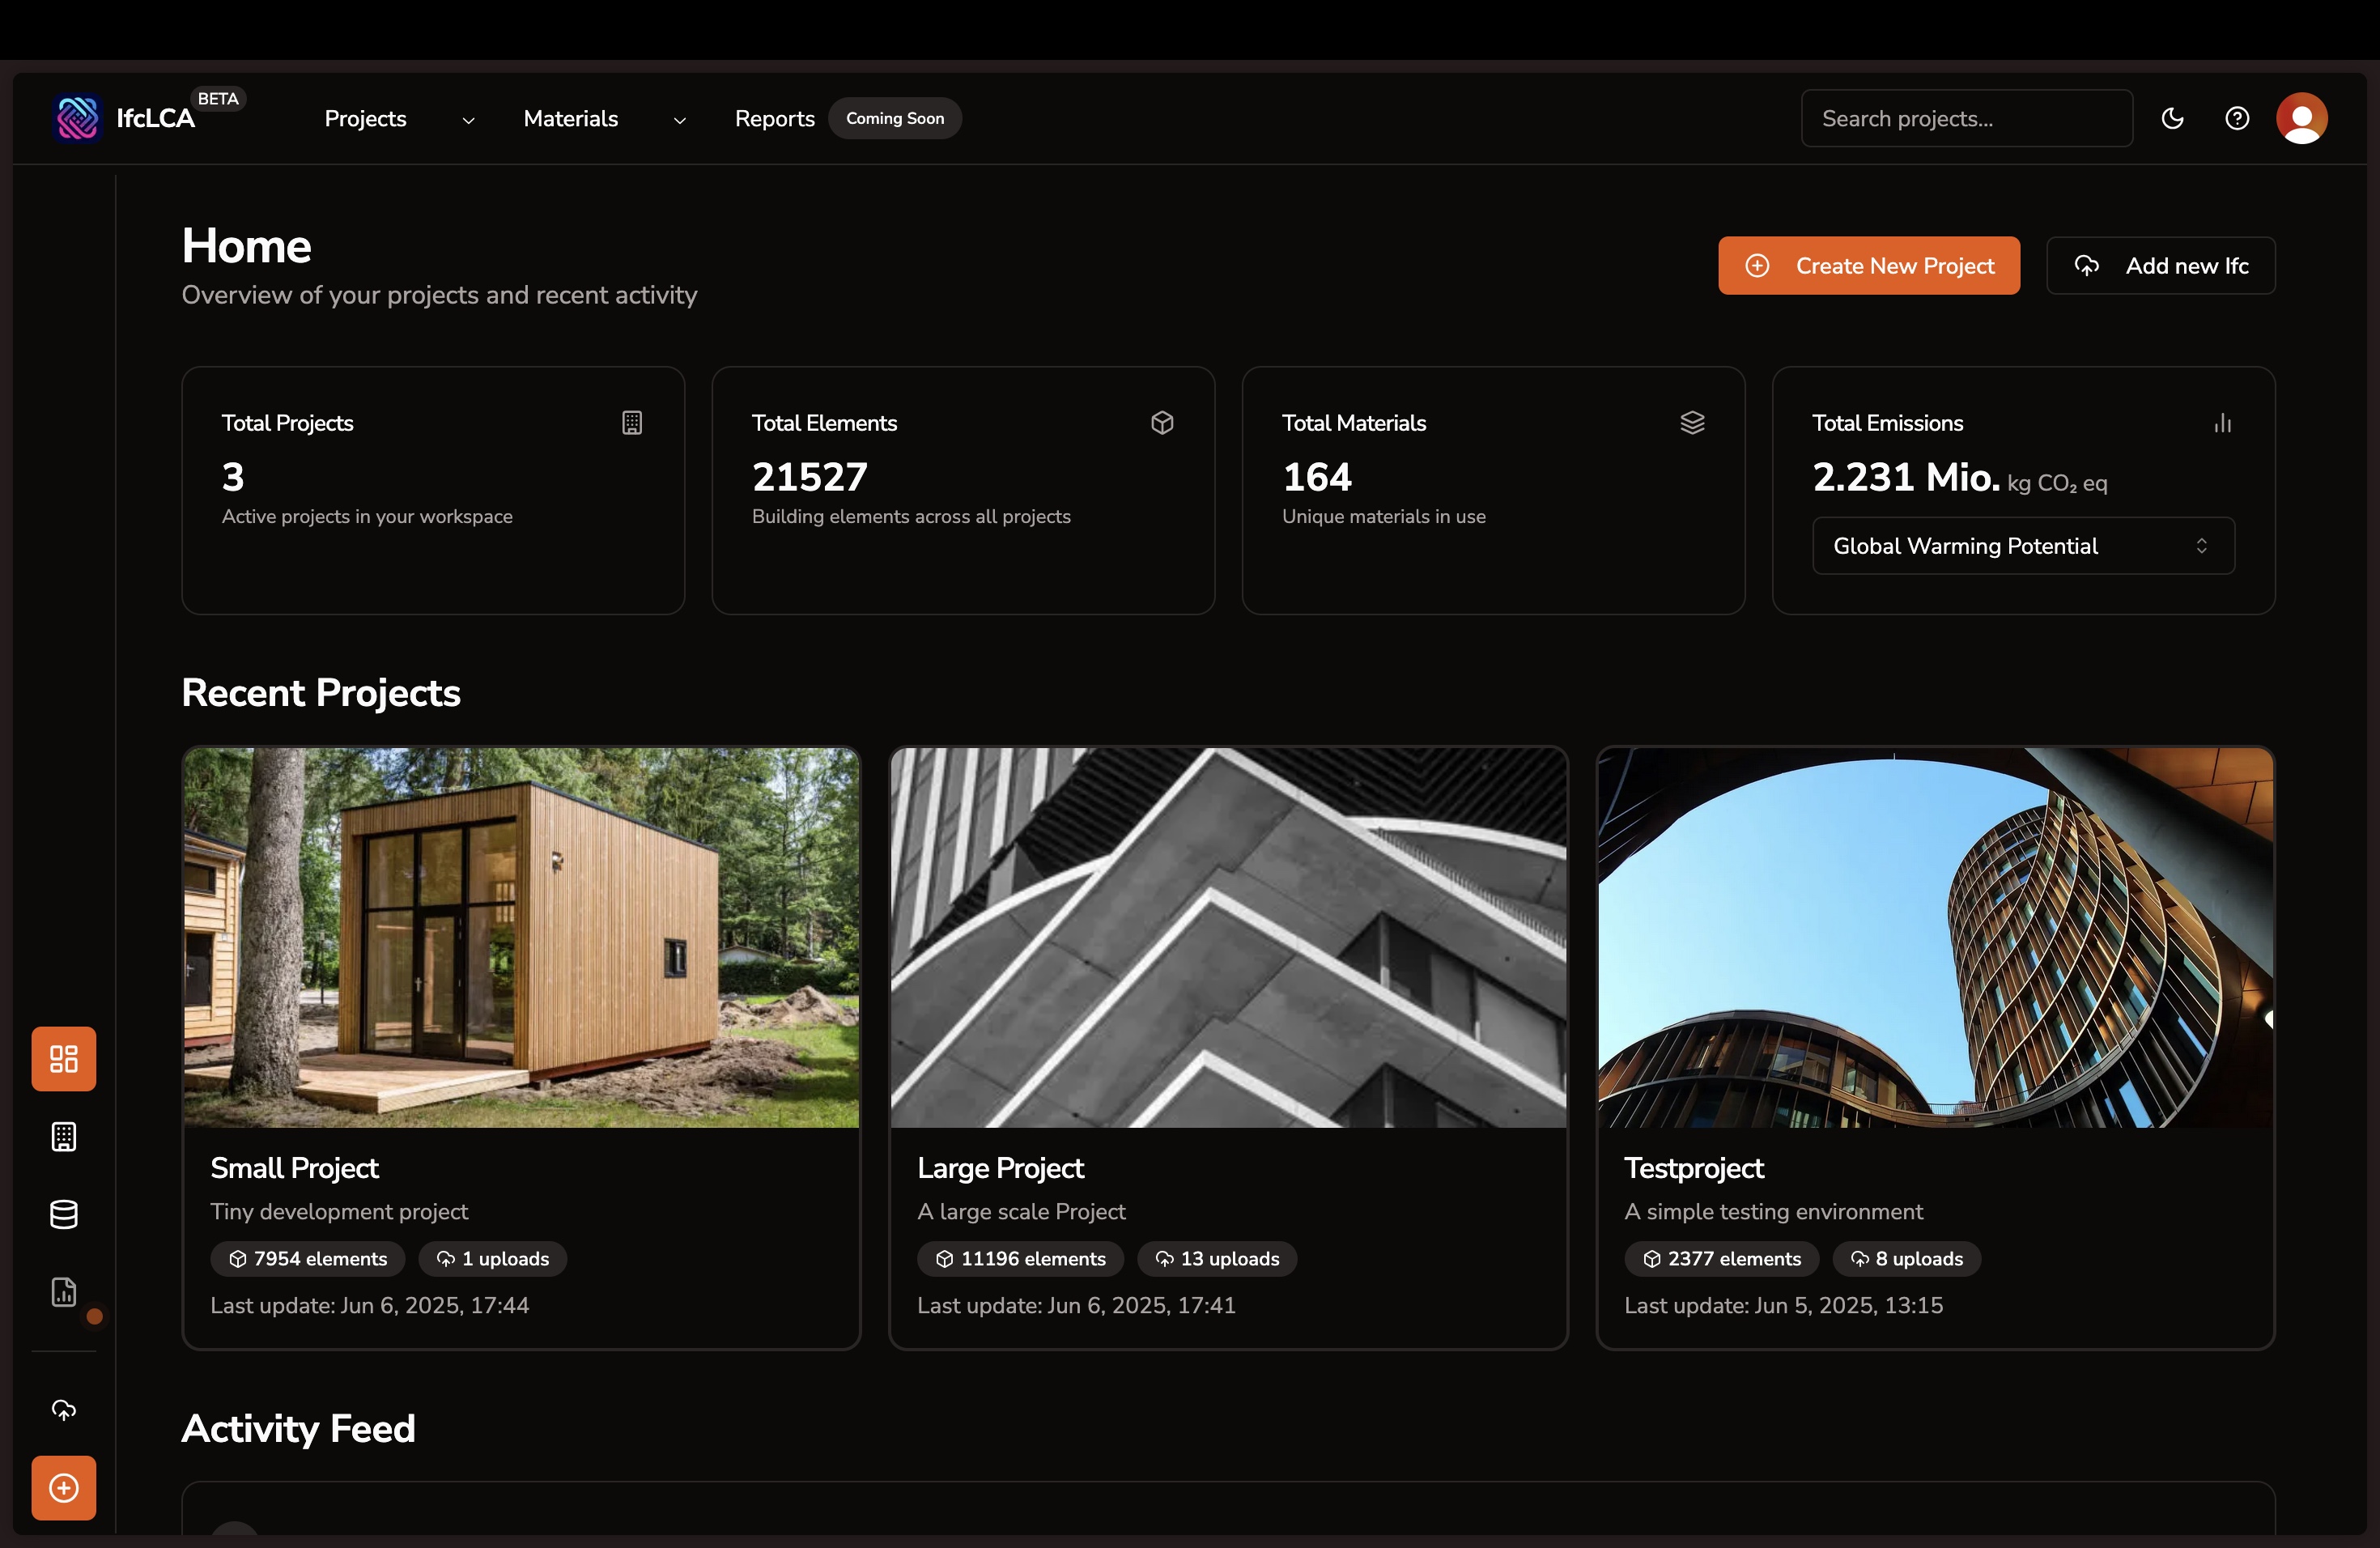 IfcLCA BETA
Projects
Materials
Reports Coming Soon
Search projects...
Home
Overview of your projects and recent activity
Create New Project
Add new Ifc
Total Projects
3
Active projects in your workspace
Total Elements
21527
Building elements across all projects
Total Materials
164
Unique materials in use
Total Emissions
2.231 Mio. kg CO₂ eq
Global Warming Potential
Recent Projects
Small Project
Tiny development project
7954 elements 1 uploads
Last update: Jun 6, 2025, 17:44
Large Project
A large scale Project
11196 elements 13 uploads
Last update: Jun 6, 2025, 17:41
Testproject
A simple testing environment
2377 elements 8 uploads
Last update: Jun 5, 2025, 13:15
Activity Feed